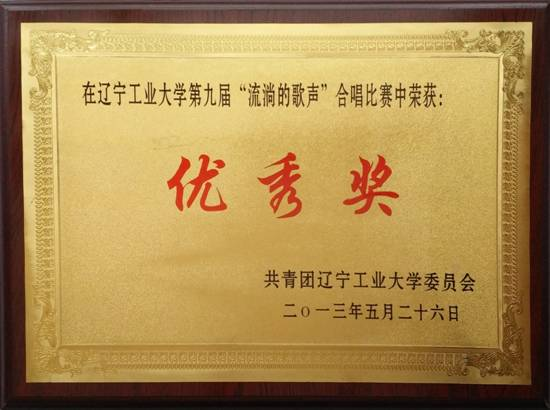 在辽宁工业大学第九届“流淌的歌声”合唱比赛中荣获：
优秀奖
共青团辽宁工业大学委员会
二〇一三年五月二十六日